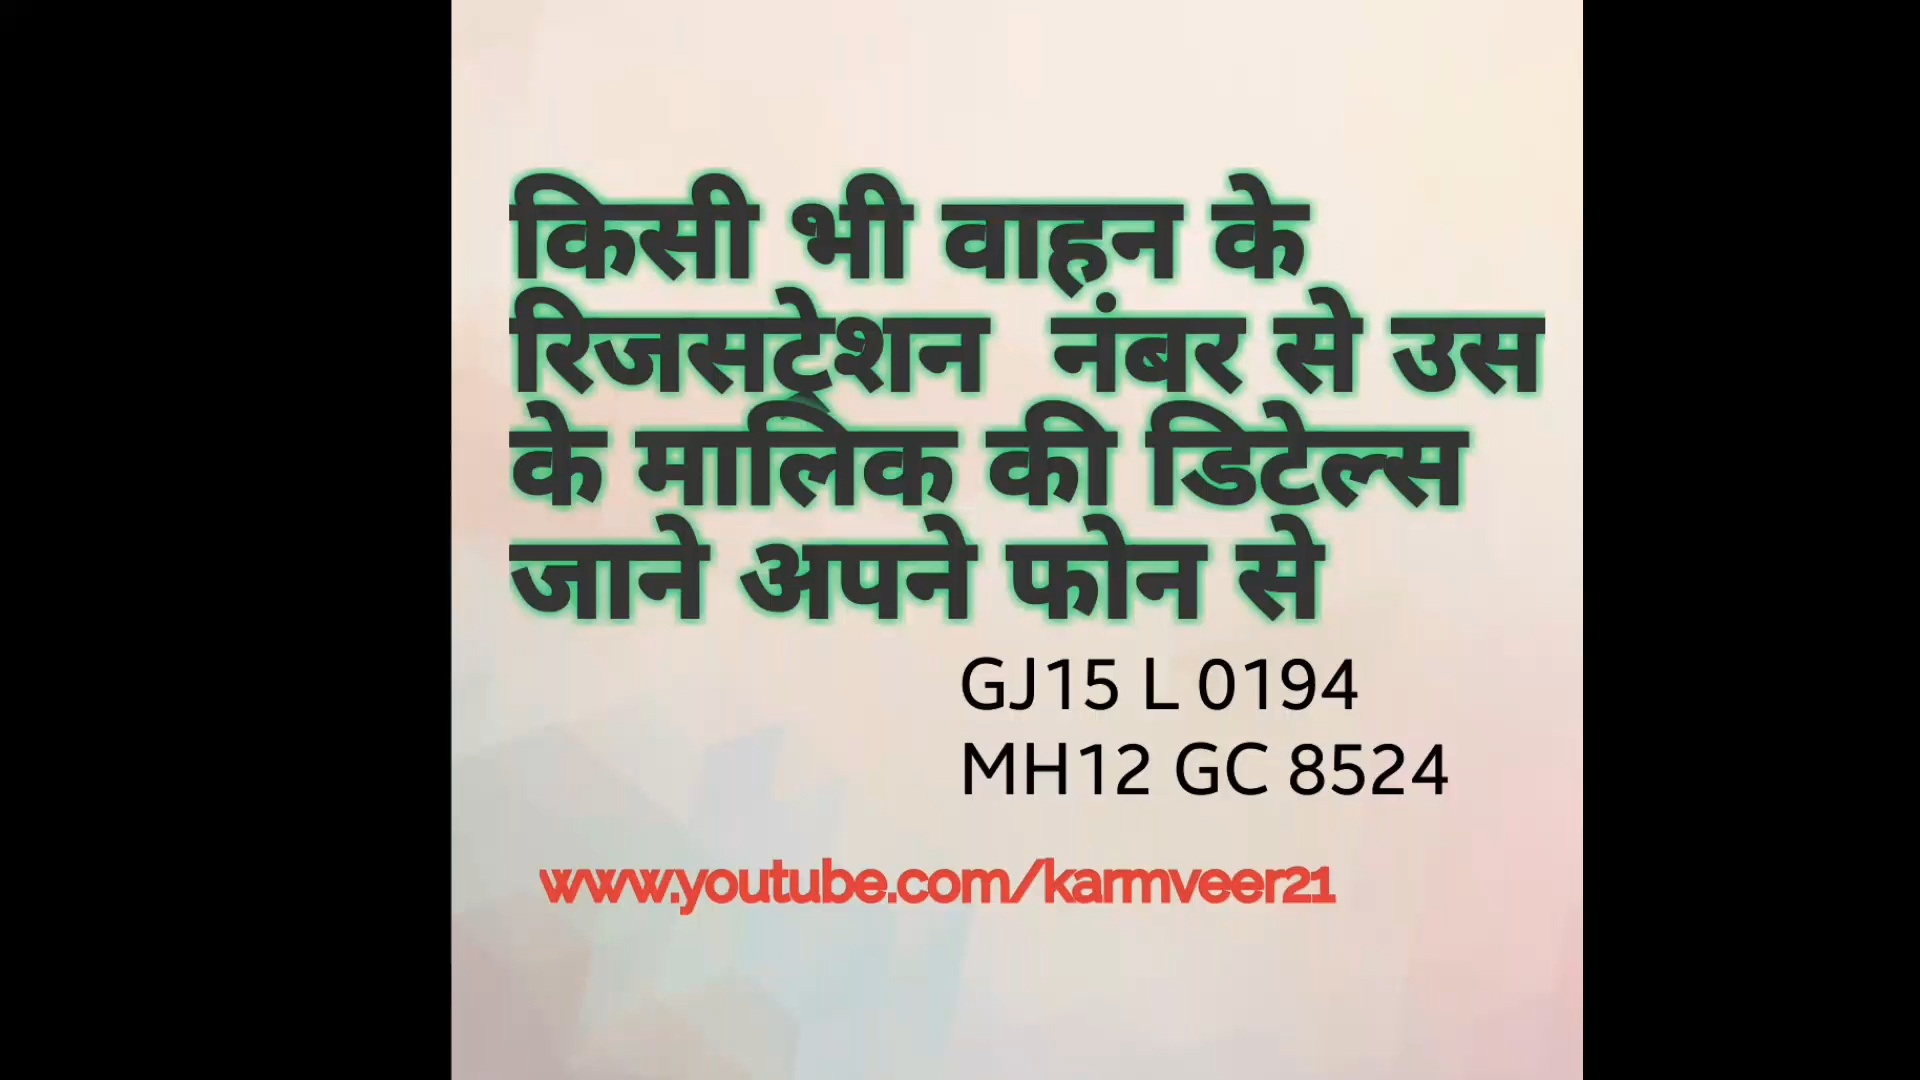 किसी भी वाहन के
रिजसट्रेशन नंबर से उस
के मालिक की डिटेल्स
जाने अपने फोन से
GJ15 L 0194
MH12 GC 8524
www.youtube.com/karmveer21